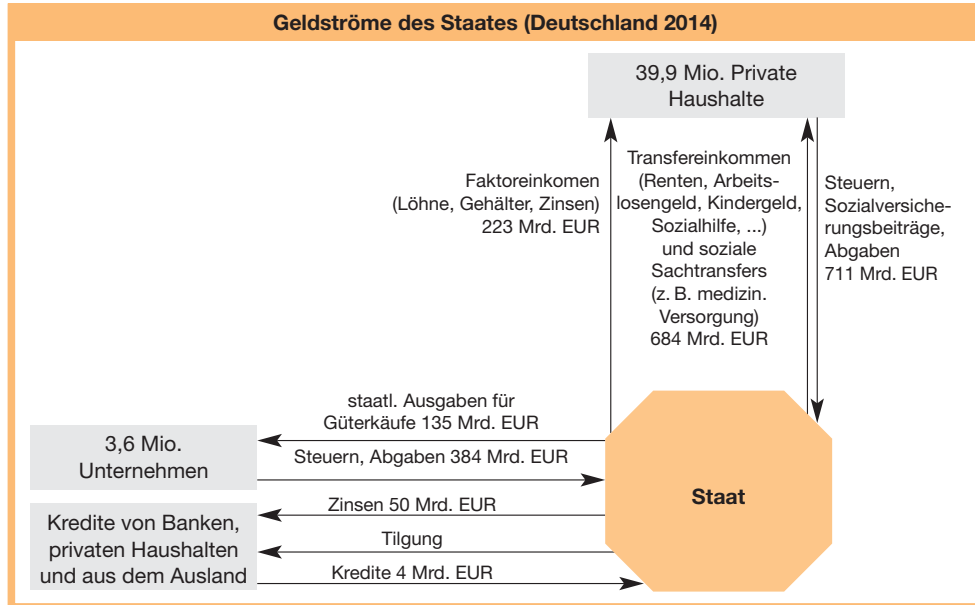 Geldströme des Staates (Deutschland 2014)
39,9 Mio. Private
Haushalte
Faktoreinkomen
(Löhne, Gehälter, Zinsen)
223 Mrd. EUR
Transfereinkommen
(Renten, Arbeits-
losengeld, Kindergeld,
Sozialhilfe, ...)
und soziale
Sachtransfers
(z. B. medizin.
Versorgung)
684 Mrd. EUR
Steuern,
Sozialversiche-
rungsbeiträge,
Abgaben
711 Mrd. EUR
staatl. Ausgaben für
Güterkäufe 135 Mrd. EUR
3,6 Mio.
Unternehmen
Steuern, Abgaben 384 Mrd. EUR
Staat
Zinsen 50 Mrd. EUR
Kredite von Banken,
privaten Haushalten
und aus dem Ausland
Tilgung
Kredite 4 Mrd. EUR